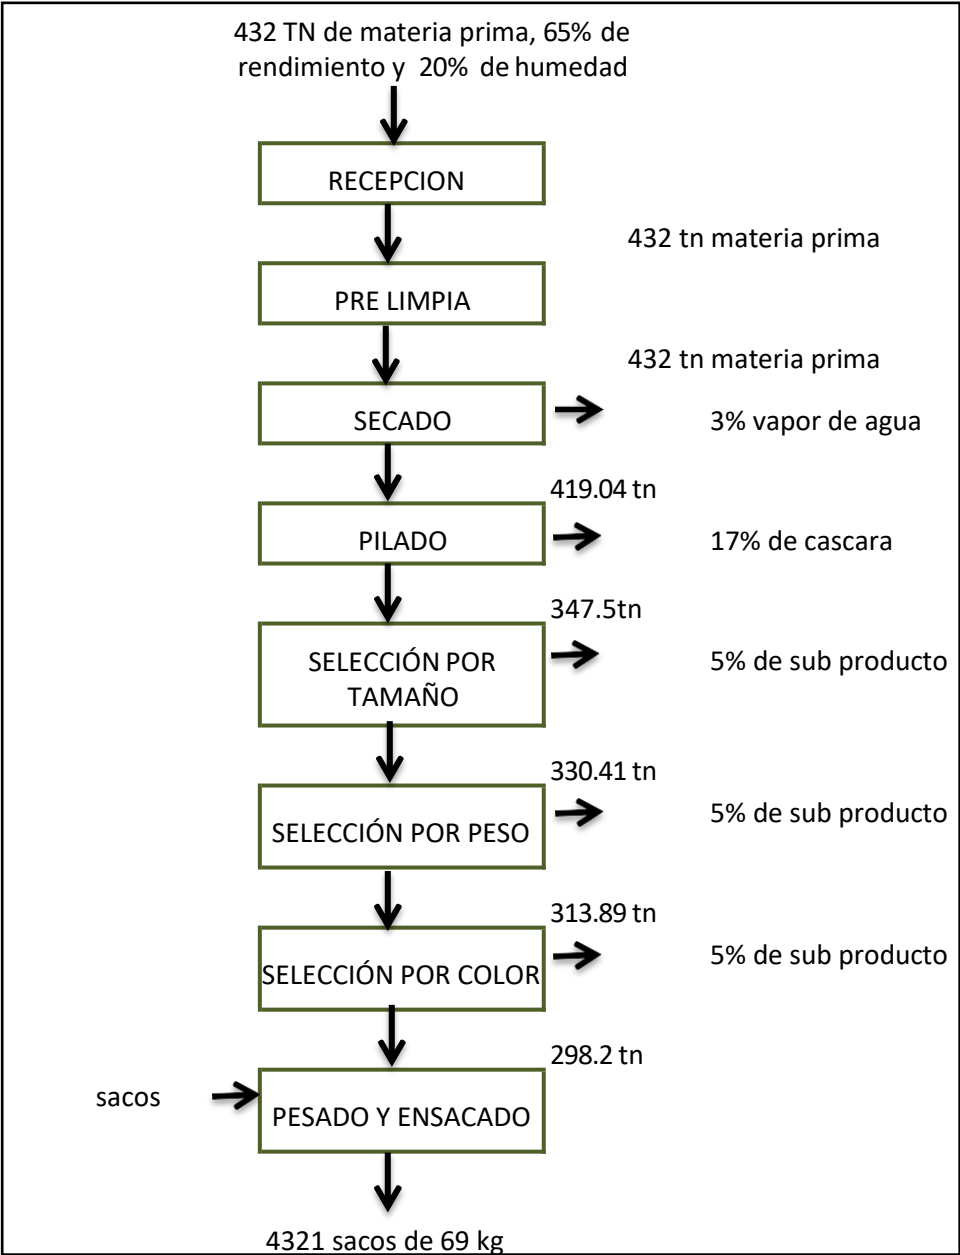 432 TN de materia prima, 65% de
rendimiento y 20% de humedad
RECEPCION
432 tn materia prima
PRE LIMPIA
432 tn materia prima
SECADO
3% vapor de agua
419.04 tn
PILADO
17% de cascara
347.5tn
SELECCIÓN POR
TAMAÑO
5% de sub producto
330.41 tn
SELECCIÓN POR PESO
5% de sub producto
313.89 tn
SELECCIÓN POR COLOR
5% de sub producto
298.2 tn
sacos
PESADO Y ENSACADO
4321 sacos de 69 kg